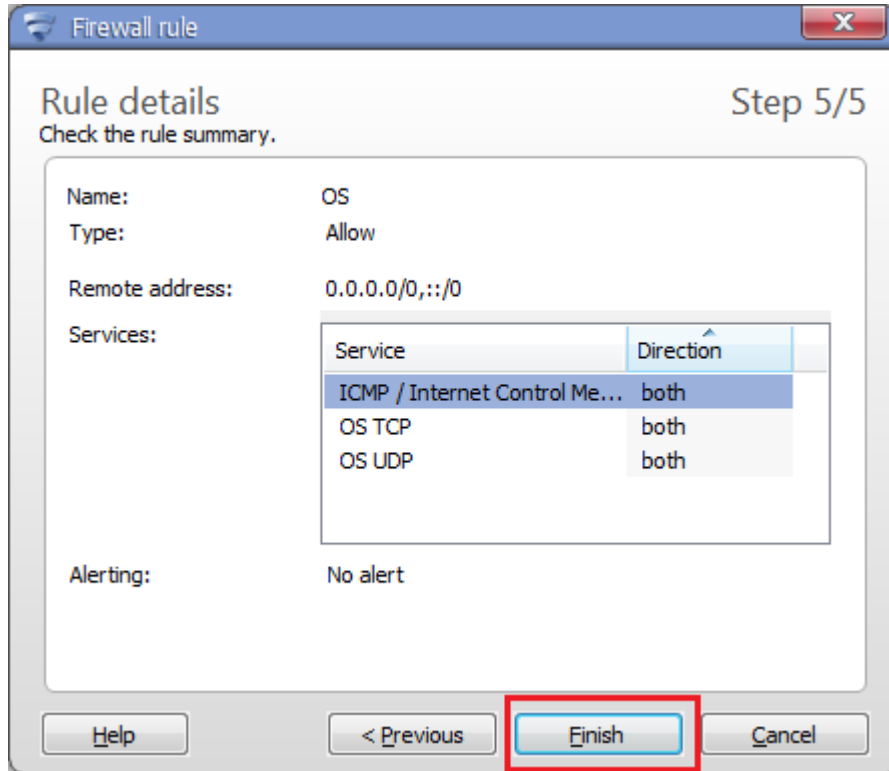 Firewall rule
Rule details
Step 5/5
Check the rule summary.
Name: OS
Type: Allow
Remote address: 0.0.0.0/0,::/0
Services:
Service Direction
ICMP / Internet Control Me... both
OS TCP both
OS UDP both
Alerting: No alert
Help < Previous Finish Cancel